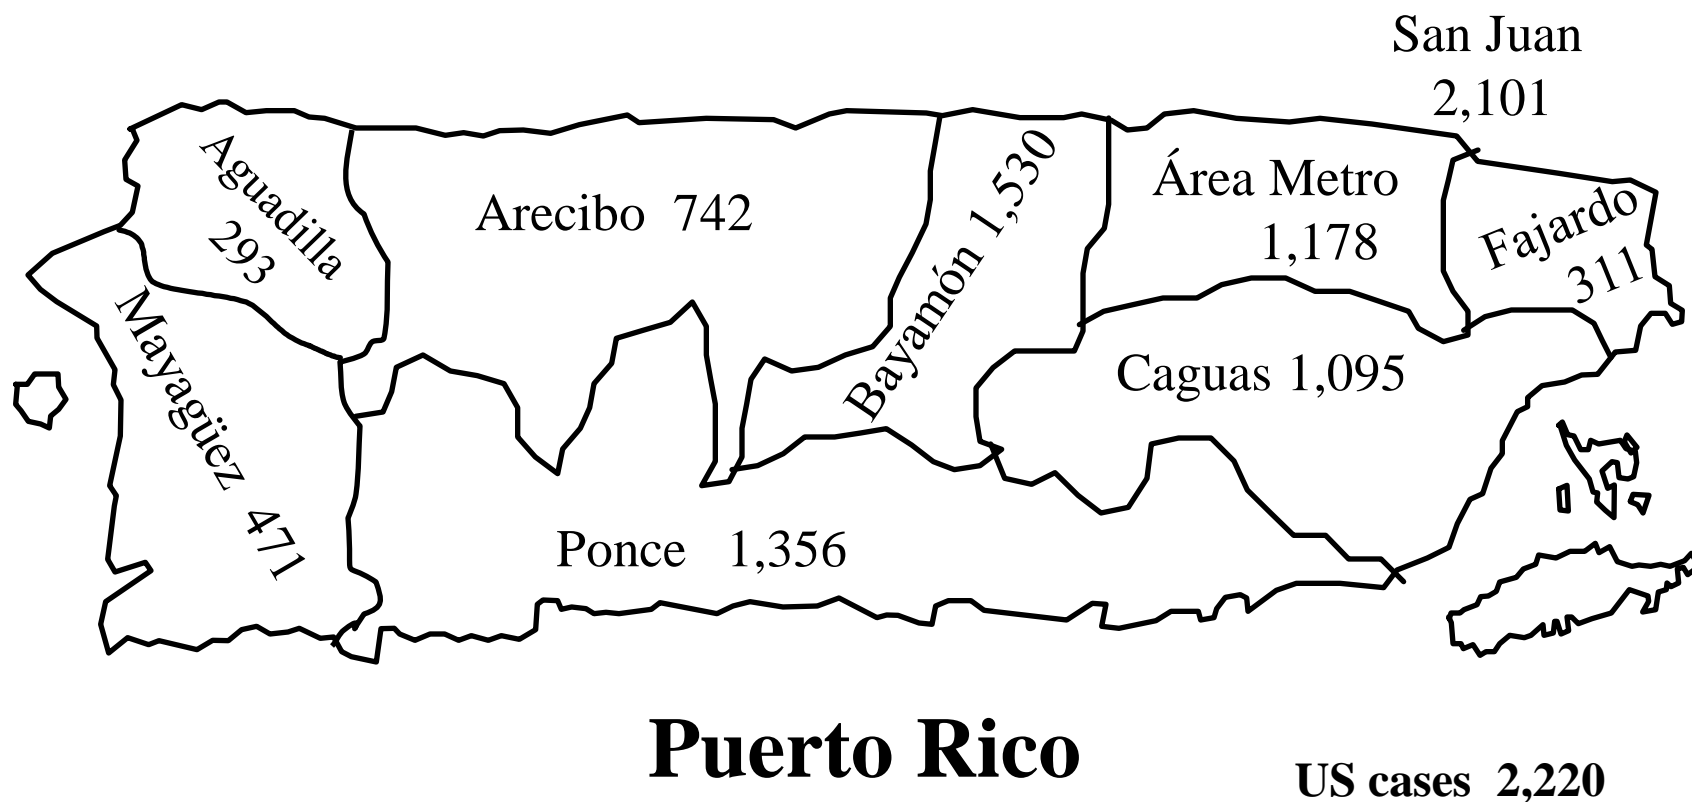 San Juan
2,101
Aguadilla
293
Arecibo 742
Bayamón 1,530
Área Metro
1,178
Fajardo
311
Mayagüez 471
Caguas 1,095
Ponce 1,356
Puerto Rico
US cases 2,220